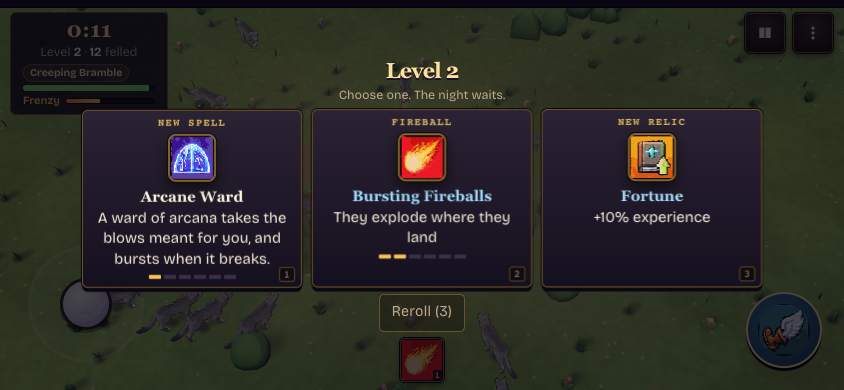 0:11
Level 2 · 12 felled
Creeping Bramble
Frenzy
Level 2
Choose one. The night waits.
NEW SPELL
Arcane Ward
A ward of arcana takes the
blows meant for you, and
bursts when it breaks.
1
FIREBALL
Bursting Fireballs
They explode where they
land
2
NEW RELIC
Fortune
+10% experience
3
Reroll (3)
1